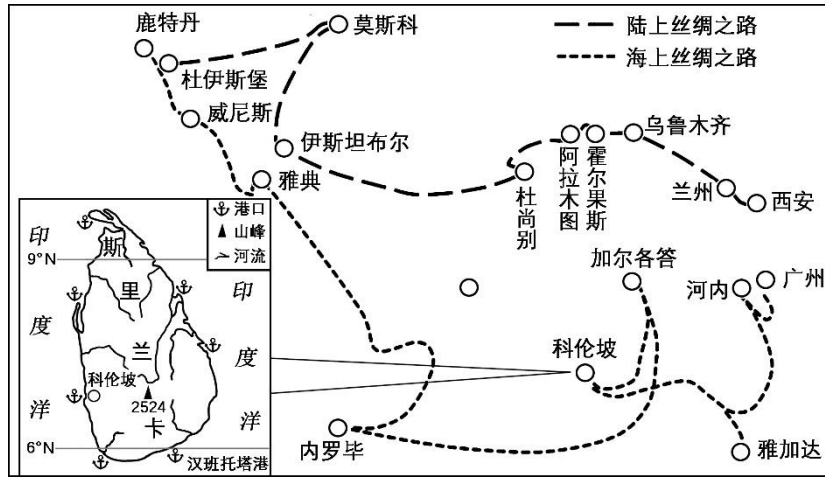 鹿特丹
莫斯科
陆上丝绸之路
海上丝绸之路
杜伊斯堡
威尼斯
伊斯坦布尔
乌鲁木齐
阿拉木图
霍尔果斯
雅典
杜尚别
兰州
西安
港口
山峰
河流
印度洋
9°N
斯里兰卡
印度洋
科伦坡
2524
6°N
汉班托塔港
加尔各答
河内
广州
科伦坡
内罗毕
雅加达